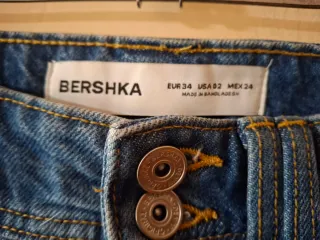 BERSHKA
EUR 34 USA 02 MEX 24
MADE IN BANGLADESH